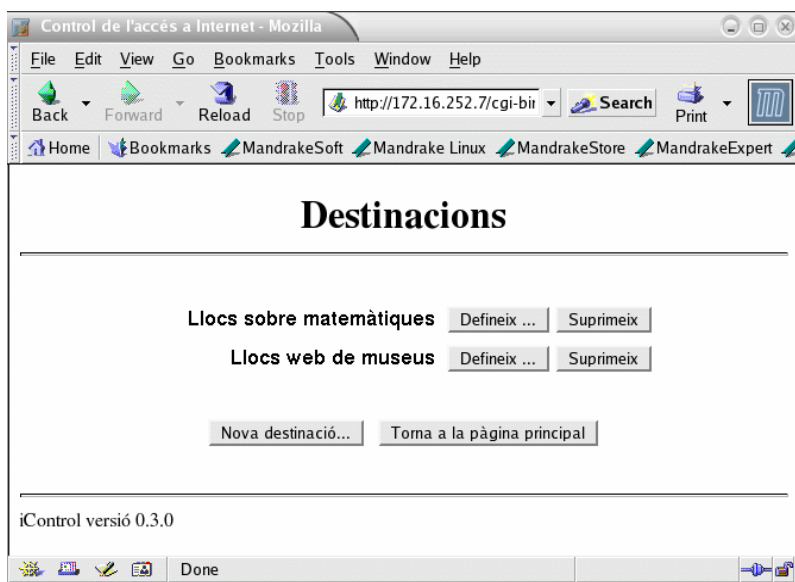 Control de l'accés a Internet - Mozilla
File Edit View Go Bookmarks Tools Window Help
Back Forward Reload Stop http://172.16.252.7/cgi-bir Search Print
Home Bookmarks MandrakeSoft Mandrake Linux MandrakeStore MandrakeExpert
Destinacions
Llocs sobre matemàtiques Defineix ... Suprimeix
Llocs web de museus Defineix ... Suprimeix
Nova destinació... Torna a la pàgina principal
iControl versió 0.3.0
Done